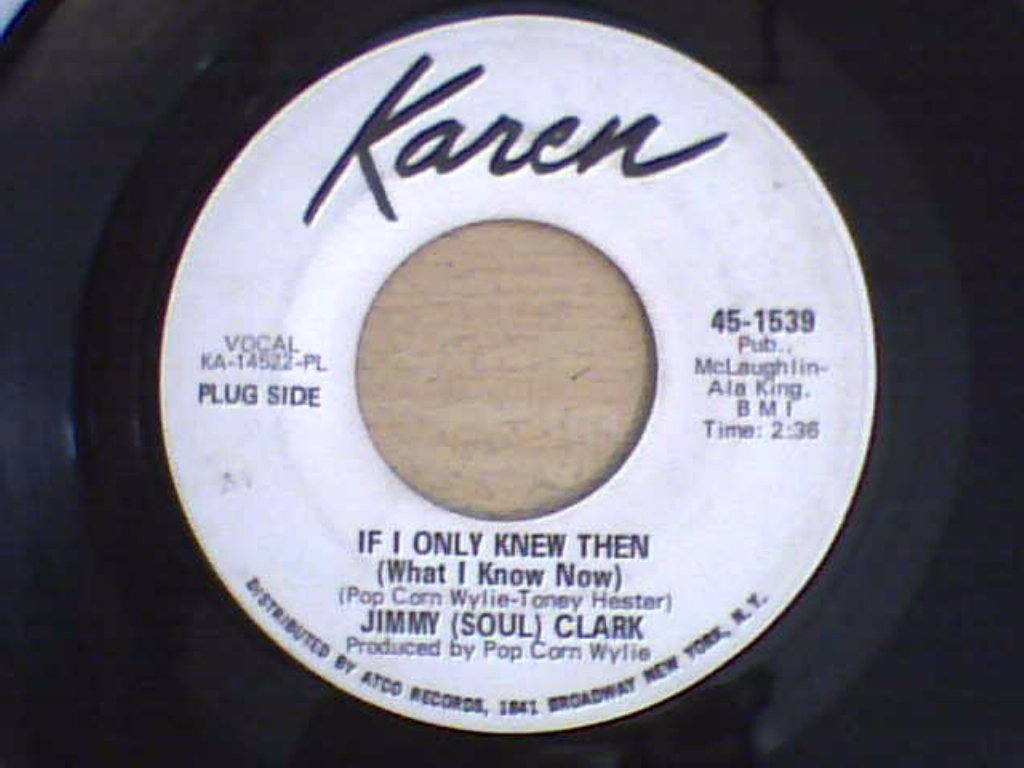 Karen
VOCAL
KA-14522-PL
PLUG SIDE
45-1539
Pub.,
McLaughlin-
Ala King,
B M I
Time: 2:36
IF I ONLY KNEW THEN
(What I Know Now)
(Pop Corn Wylie-Toney Hester)
JIMMY (SOUL) CLARK
Produced by Pop Corn Wylie
DISTRIBUTED BY ATCO RECORDS, 1841 BROADWAY NEW YORK, N.Y.